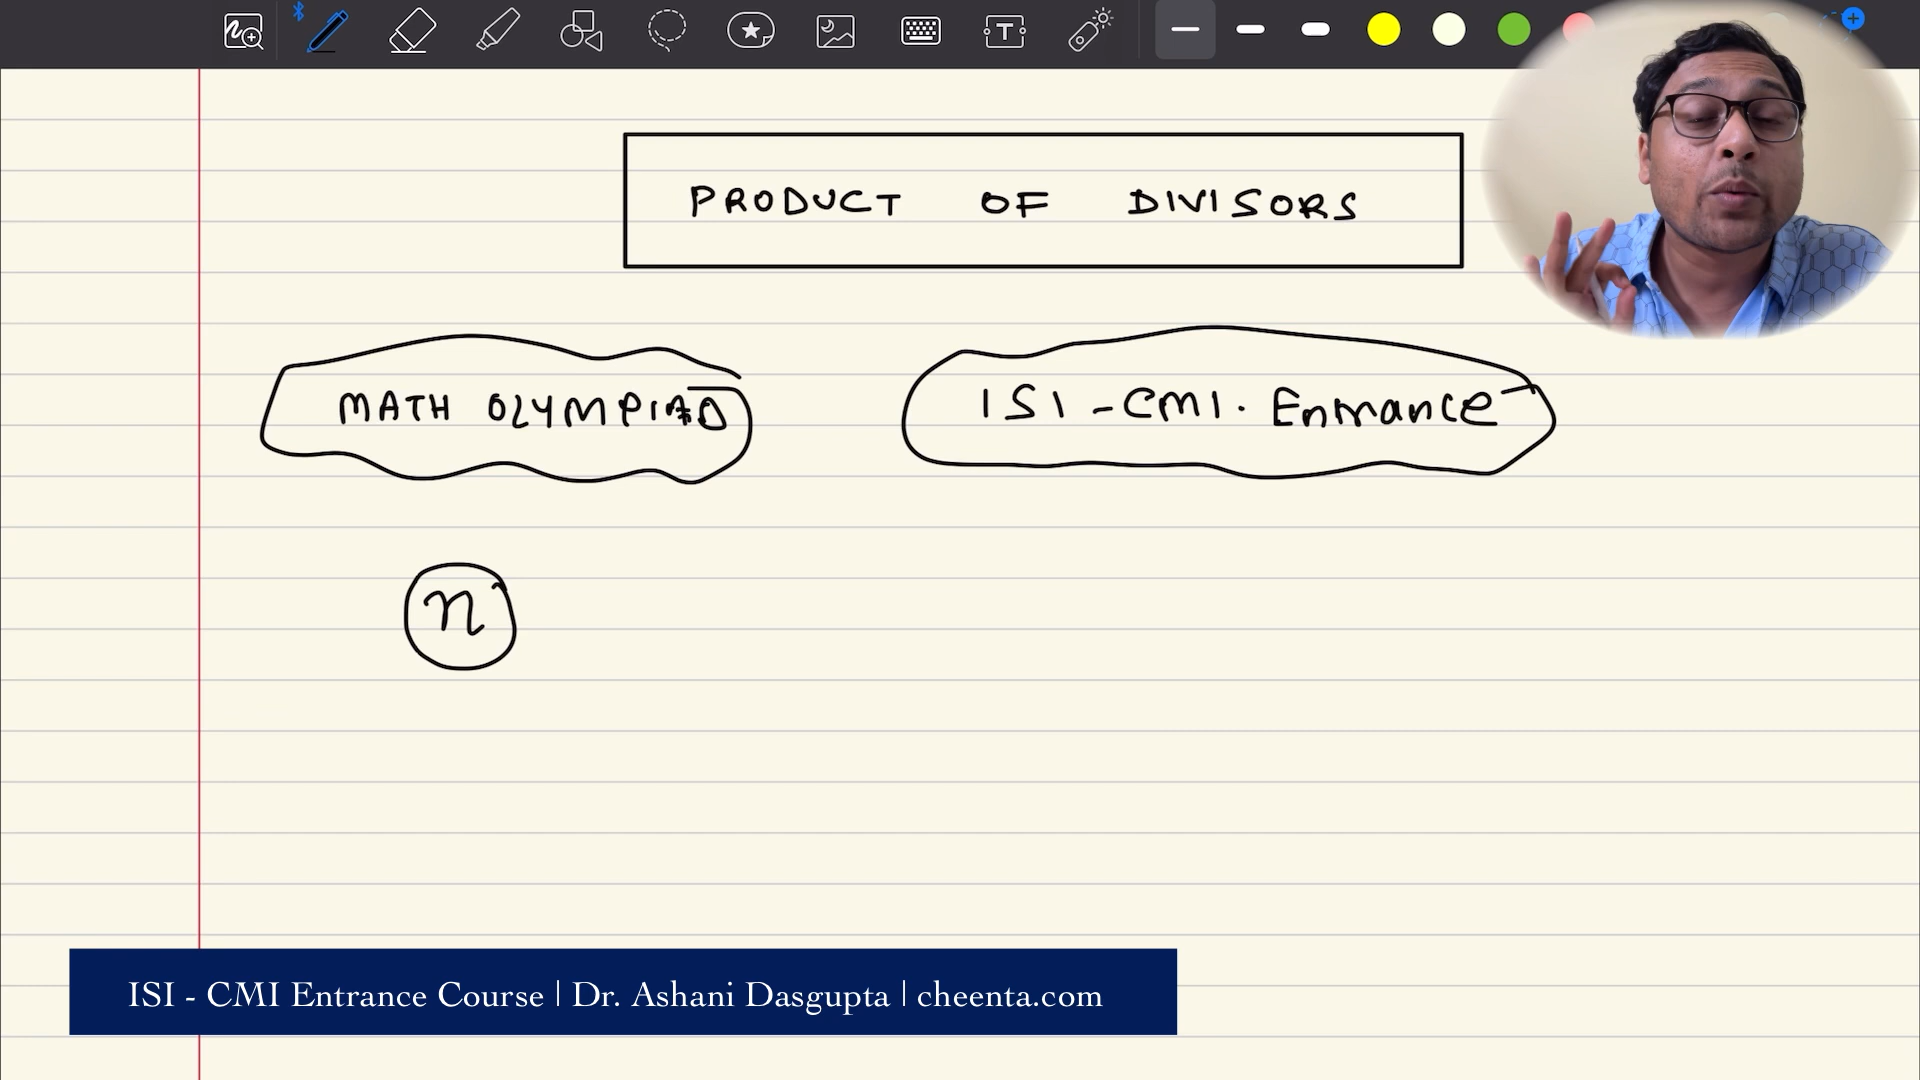 PRODUCT OF DIVISORS
MATH OLYMPIAD
ISI - CMI. Entrance
n
ISI - CMI Entrance Course | Dr. Ashani Dasgupta | cheenta.com